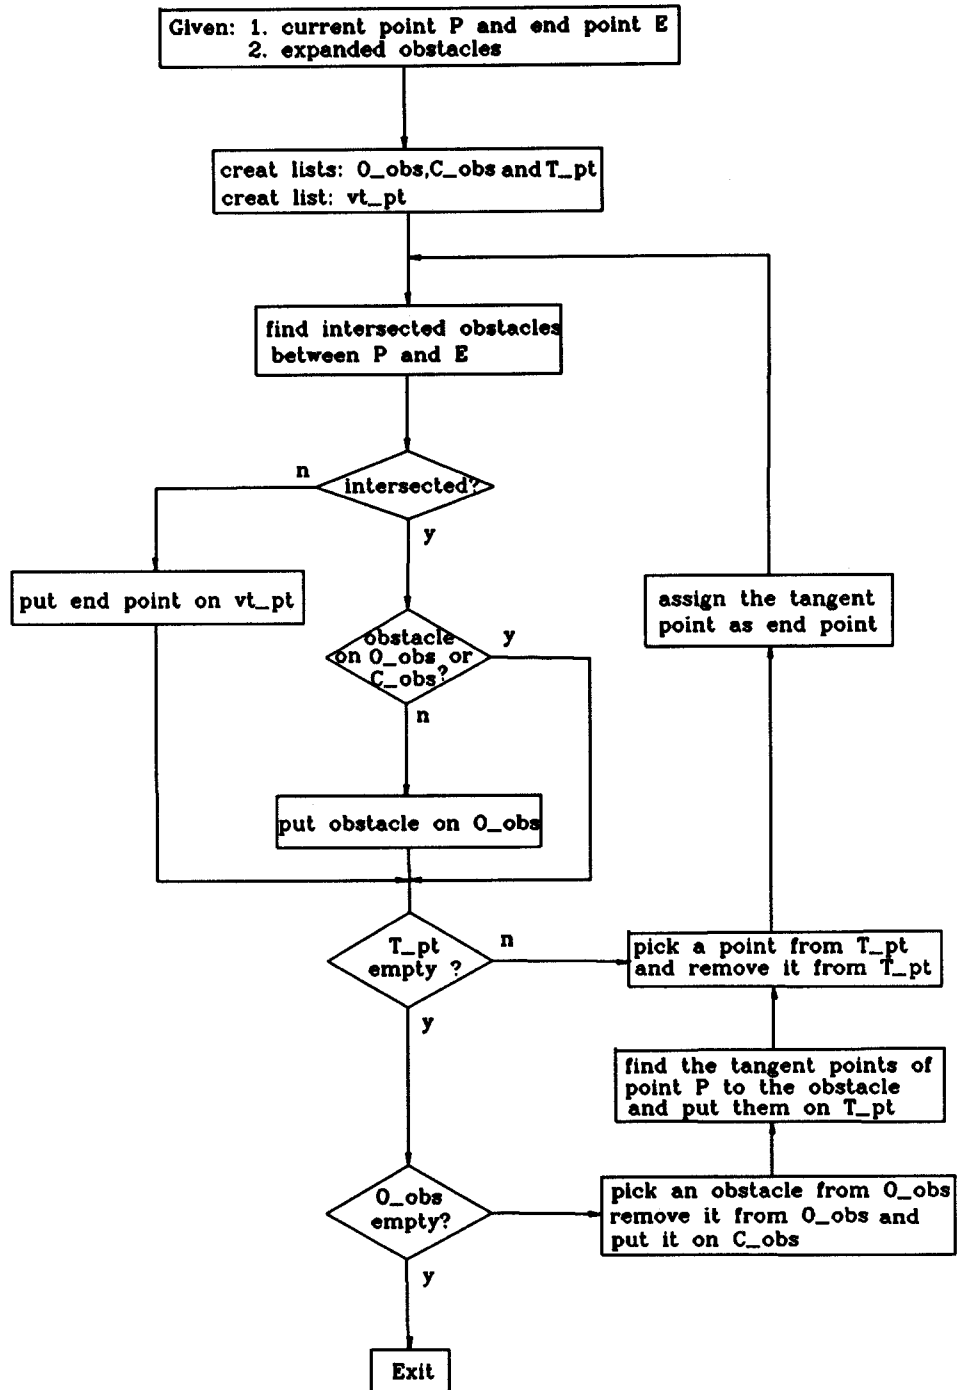 Given: 1. current point P and end point E
2. expanded obstacles
creat lists: O_obs,C_obs and T_pt
creat list: vt_pt
find intersected obstacles
between P and E
n
intersected?
y
put end point on vt_pt
assign the tangent
point as end point
obstacle
on O_obs or
C_obs?
y
n
put obstacle on O_obs
T_pt
empty ?
n
pick a point from T_pt
and remove it from T_pt
y
find the tangent points of
point P to the obstacle
and put them on T_pt
O_obs
empty?
pick an obstacle from O_obs
remove it from O_obs and
put it on C_obs
y
Exit